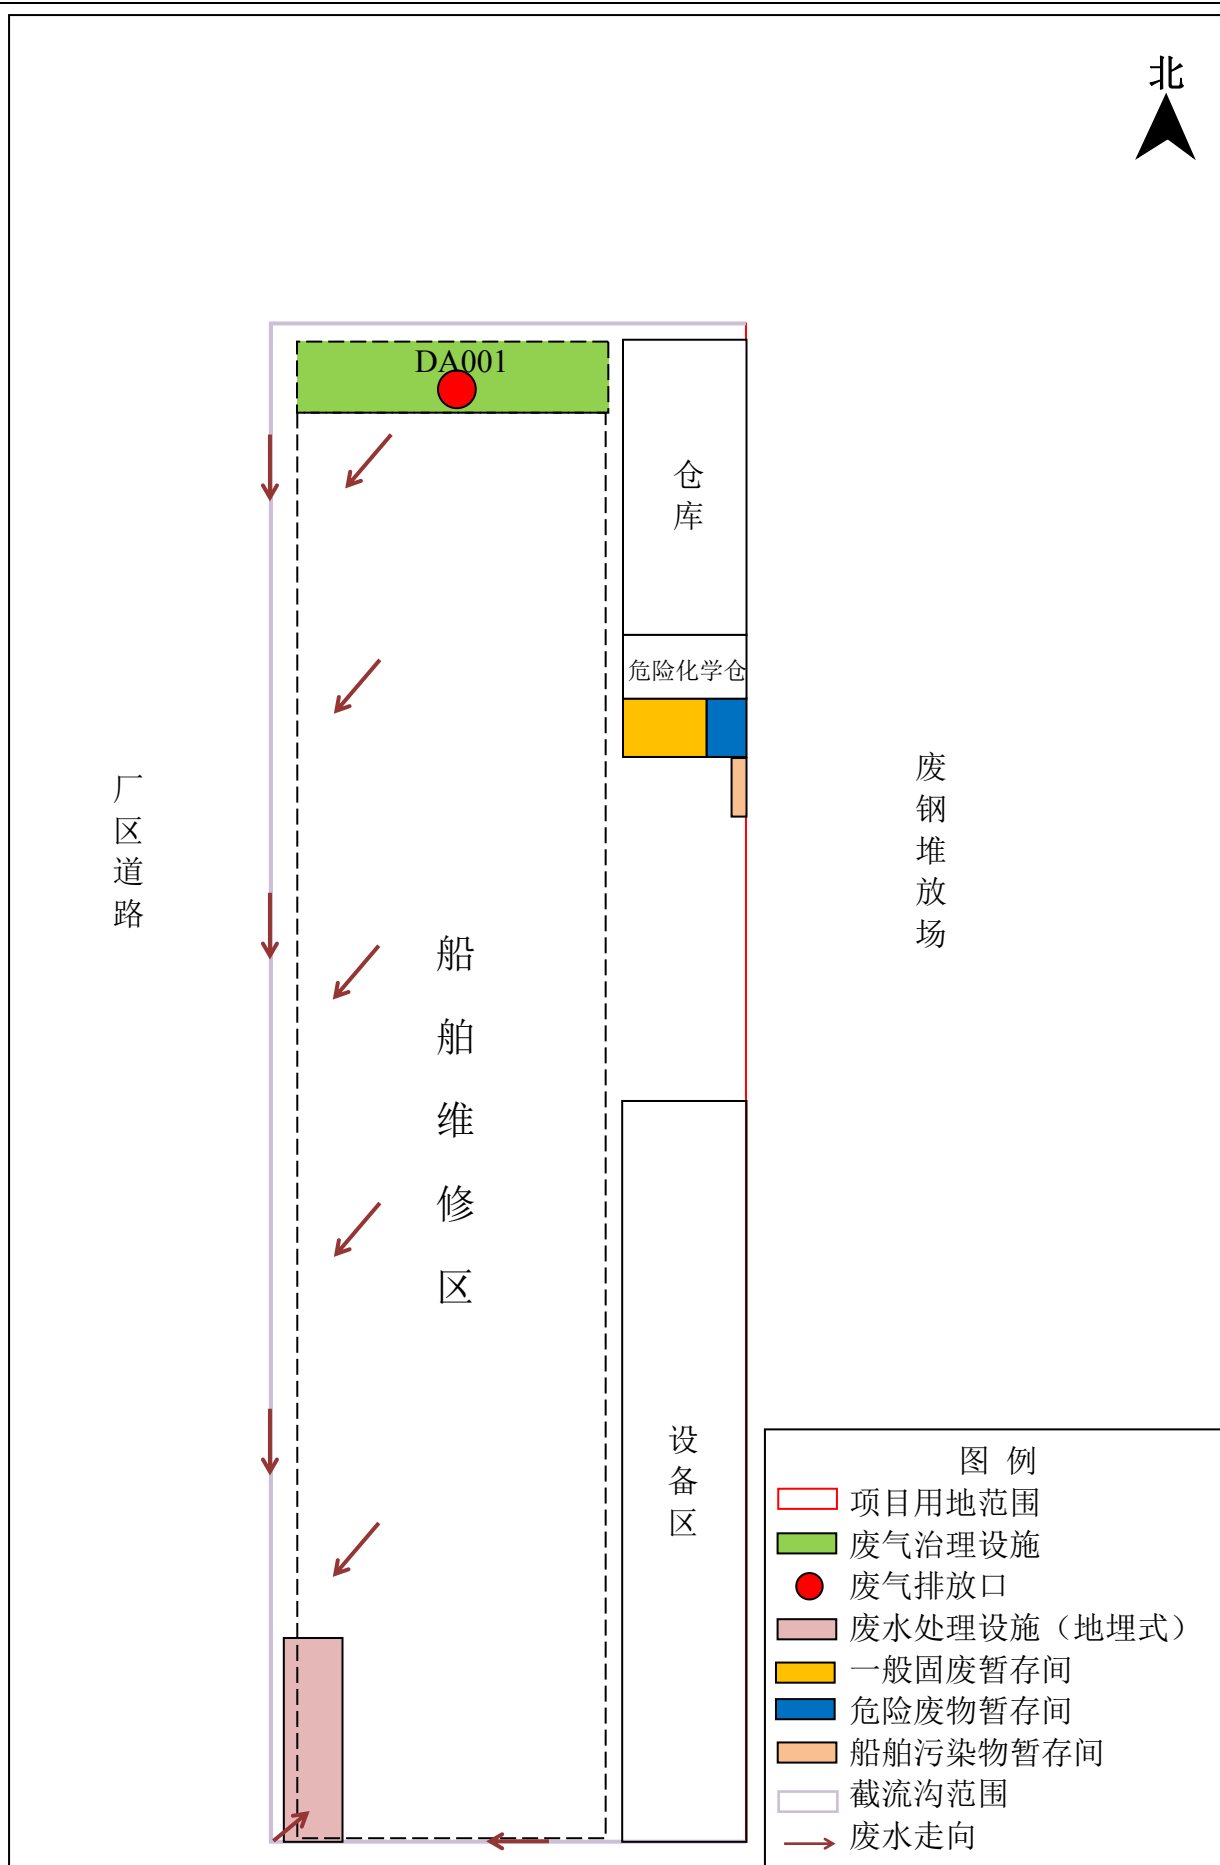 北
DA001
仓库
危险化学仓
厂区道路
废钢堆放场
船舶维修区
设备区
图 例
项目用地范围
废气治理设施
废气排放口
废水处理设施（地埋式）
一般固废暂存间
危险废物暂存间
船舶污染物暂存间
截流沟范围
废水走向